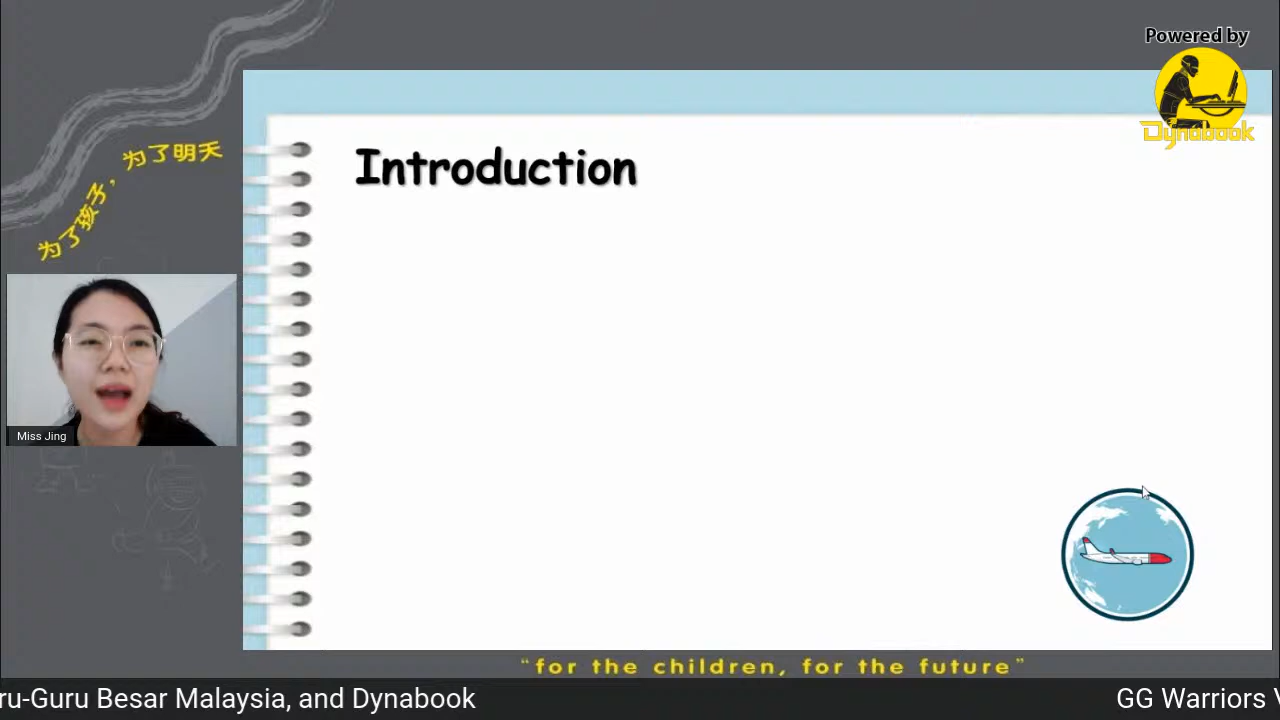 Powered by
Dynabook
为了孩子，为了明天
Introduction
Miss Jing
“for the children, for the future”
ru-Guru Besar Malaysia, and Dynabook
GG Warriors V